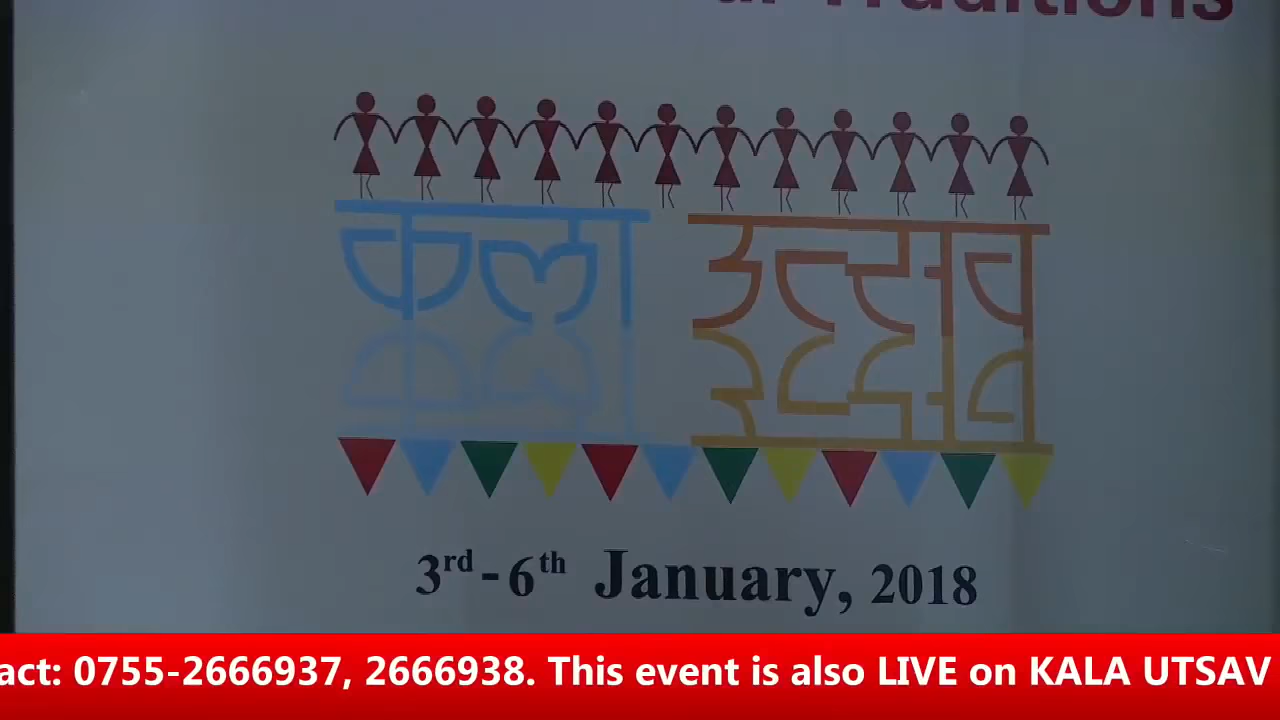 Traditions
कला उत्सव
3rd - 6th January, 2018
act: 0755-2666937, 2666938. This event is also LIVE on KALA UTSAV